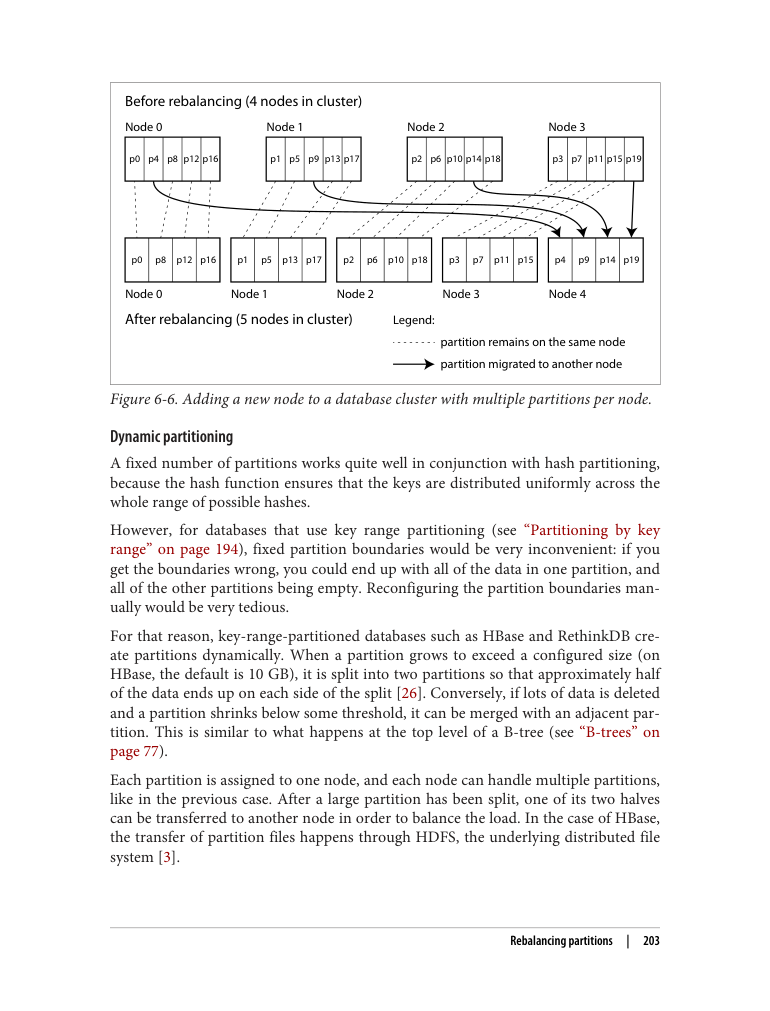 Before rebalancing (4 nodes in cluster)
Node 0 Node 1 Node 2 Node 3
p0 p4 p8 p12 p16 p1 p5 p9 p13 p17 p2 p6 p10 p14 p18 p3 p7 p11 p15 p19
p0 p8 p12 p16 p1 p5 p13 p17 p2 p6 p10 p18 p3 p7 p11 p15 p4 p9 p14 p19
Node 0 Node 1 Node 2 Node 3 Node 4
After rebalancing (5 nodes in cluster)
Legend:
partition remains on the same node
partition migrated to another node
Figure 6-6. Adding a new node to a database cluster with multiple partitions per node.
Dynamic partitioning
A fixed number of partitions works quite well in conjunction with hash partitioning,
because the hash function ensures that the keys are distributed uniformly across the
whole range of possible hashes.
However, for databases that use key range partitioning (see “Partitioning by key
range” on page 194), fixed partition boundaries would be very inconvenient: if you
get the boundaries wrong, you could end up with all of the data in one partition, and
all of the other partitions being empty. Reconfiguring the partition boundaries man-
ually would be very tedious.
For that reason, key-range-partitioned databases such as HBase and RethinkDB cre-
ate partitions dynamically. When a partition grows to exceed a configured size (on
HBase, the default is 10 GB), it is split into two partitions so that approximately half
of the data ends up on each side of the split [26]. Conversely, if lots of data is deleted
and a partition shrinks below some threshold, it can be merged with an adjacent par-
tition. This is similar to what happens at the top level of a B-tree (see “B-trees” on
page 77).
Each partition is assigned to one node, and each node can handle multiple partitions,
like in the previous case. After a large partition has been split, one of its two halves
can be transferred to another node in order to balance the load. In the case of HBase,
the transfer of partition files happens through HDFS, the underlying distributed file
system [3].
Rebalancing partitions | 203